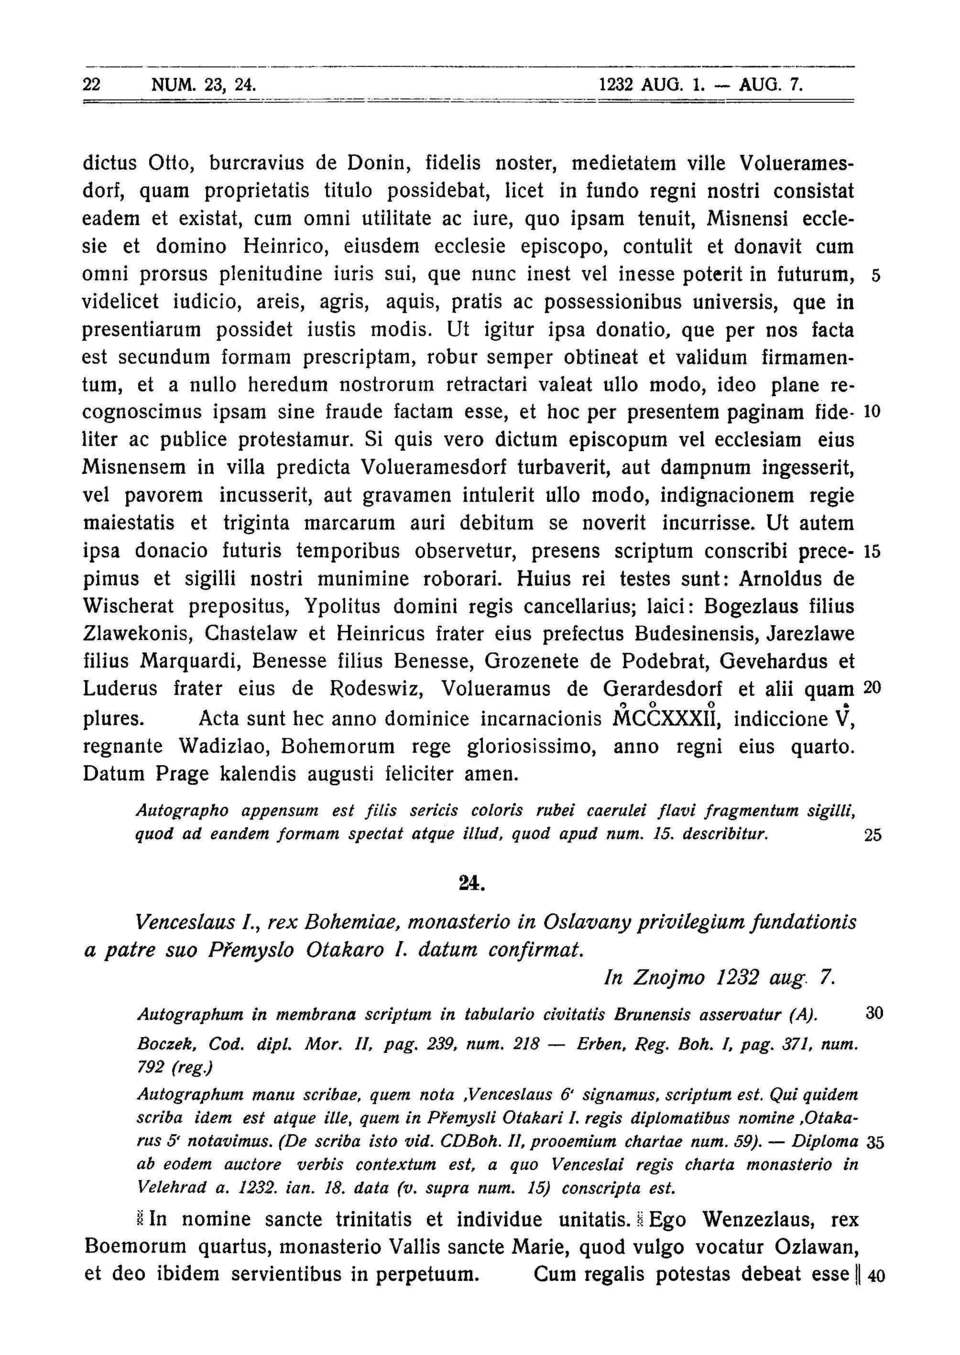 22 NUM. 23, 24. 1232 AUG. 1. — AUG. 7.
dictus Otto, burcravius de Donin, fidelis noster, medietatem ville Voluerames-
dorf, quam proprietatis titulo possidebat, licet in fundo regni nostri consistat
eadem et existat, cum omni utilitate ac iure, quo ipsam tenuit, Misnensi eccle-
sie et domino Heinrico, eiusdem ecclesie episcopo, contulit et donavit cum
omni prorsus plenitudine iuris sui, que nunc inest vel inesse poterit in futurum, 5
videlicet iudicio, areis, agris, aquis, pratis ac possessionibus universis, que in
presentiarum possidet iustis modis. Ut igitur ipsa donatio, que per nos facta
est secundum formam prescriptam, robur semper obtineat et validum firmamen-
tum, et a nullo heredum nostrorum retractari valeat ullo modo, ideo plane re-
cognoscimus ipsam sine fraude factam esse, et hoc per presentem paginam fide- 10
liter ac publice protestamur. Si quis vero dictum episcopum vel ecclesiam eius
Misnensem in villa predicta Volueramesdorf turbaverit, aut dampnum ingesserit,
vel pavorem incusserit, aut gravamen intulerit ullo modo, indignacionem regie
maiestatis et triginta marcarum auri debitum se noverit incurrisse. Ut autem
ipsa donacio futuris temporibus observetur, presens scriptum conscribi prece- 15
pimus et sigilli nostri munimine roborari. Huius rei testes sunt: Arnoldus de
Wischerat prepositus, Ypolitus domini regis cancellarius; laici: Bogezlaus filius
Zlawekonis, Chastelaw et Heinricus frater eius prefectus Budesinensis, Jarezlawe
filius Marquardi, Benesse filius Benesse, Grozenete de Podebrat, Gevehardus et
Luderus frater eius de Rodeswiz, Volueramus de Gerardesdorf et alii quam 20
plures. Acta sunt hec anno dominice incarnacionis M̊CC̊XXXII̊, indiccione V̊,
regnante Wadizlao, Bohemorum rege gloriosissimo, anno regni eius quarto.
Datum Prage kalendis augusti feliciter amen.
Autographo appensum est filis sericis coloris rubei caerulei flavi fragmentum sigilli,
quod ad eandem formam spectat atque illud, quod apud num. 15. describitur. 25
24.
Venceslaus I., rex Bohemiae, monasterio in Oslavany privilegium fundationis
a patre suo Přemyslo Otakaro I. datum confirmat.
In Znojmo 1232 aug. 7.
Autographum in membrana scriptum in tabulario civitatis Brunensis asservatur (A). 30
Boczek, Cod. dipl. Mor. II, pag. 239, num. 218 — Erben, Reg. Boh. I, pag. 371, num.
792 (reg.)
Autographum manu scribae, quem nota ‚Venceslaus 6‘ signamus, scriptum est. Qui quidem
scriba idem est atque ille, quem in Přemysli Otakari I. regis diplomatibus nomine ‚Otaka-
rus 5‘ notavimus. (De scriba isto vid. CDBoh. II, prooemium chartae num. 59). — Diploma 35
ab eodem auctore verbis contextum est, a quo Venceslai regis charta monasterio in
Velehrad a. 1232. ian. 18. data (v. supra num. 15) conscripta est.
In nomine sancte trinitatis et individue unitatis. Ego Wenzezlaus, rex
Boemorum quartus, monasterio Vallis sancte Marie, quod vulgo vocatur Ozlawan,
et deo ibidem servientibus in perpetuum. Cum regalis potestas debeat esse || 40